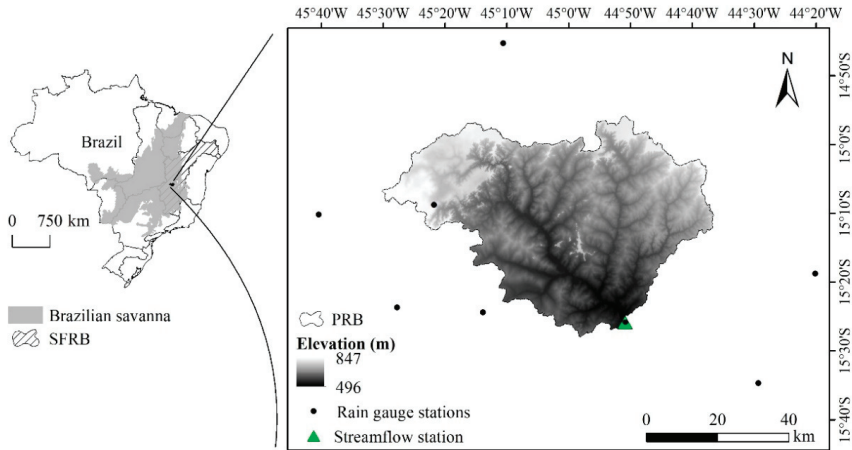 45°40'W 45°20'W 45°10'W 45°0'W 44°50'W 44°40'W 44°30'W 44°20'W
N
14°50'S
15°0'S
15°10'S
15°20'S
15°30'S
15°40'S
Brazil
0 750 km
Brazilian savanna
SFRB
PRB
Elevation (m)
847
496
Rain gauge stations
Streamflow station
0 20 40
km